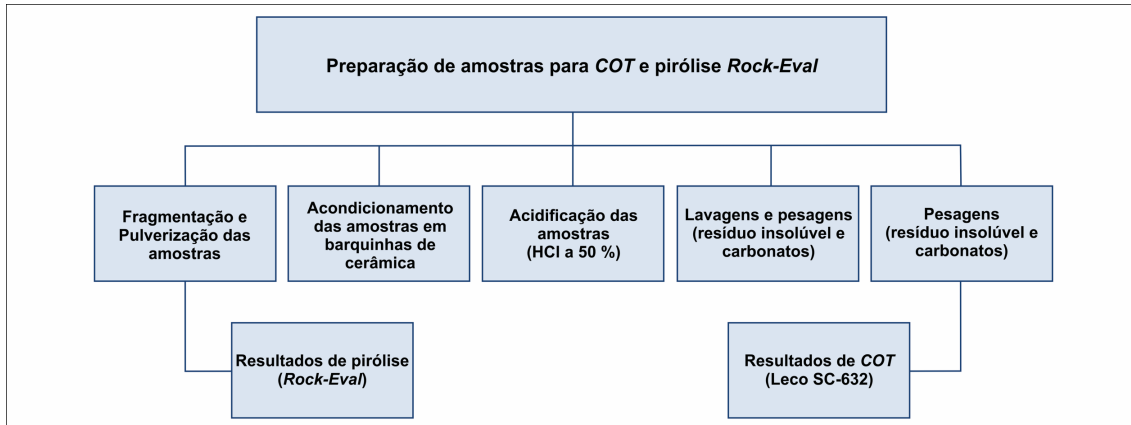 Preparação de amostras para COT e pirólise Rock-Eval
Fragmentação e
Pulverização das
amostras
Acondicionamento
das amostras em
barquinhas de
cerâmica
Acidificação das
amostras
(HCl a 50 %)
Lavagens e pesagens
(resíduo insolúvel e
carbonatos)
Pesagens
(resíduo insolúvel e
carbonatos)
Resultados de pirólise
(Rock-Eval)
Resultados de COT
(Leco SC-632)